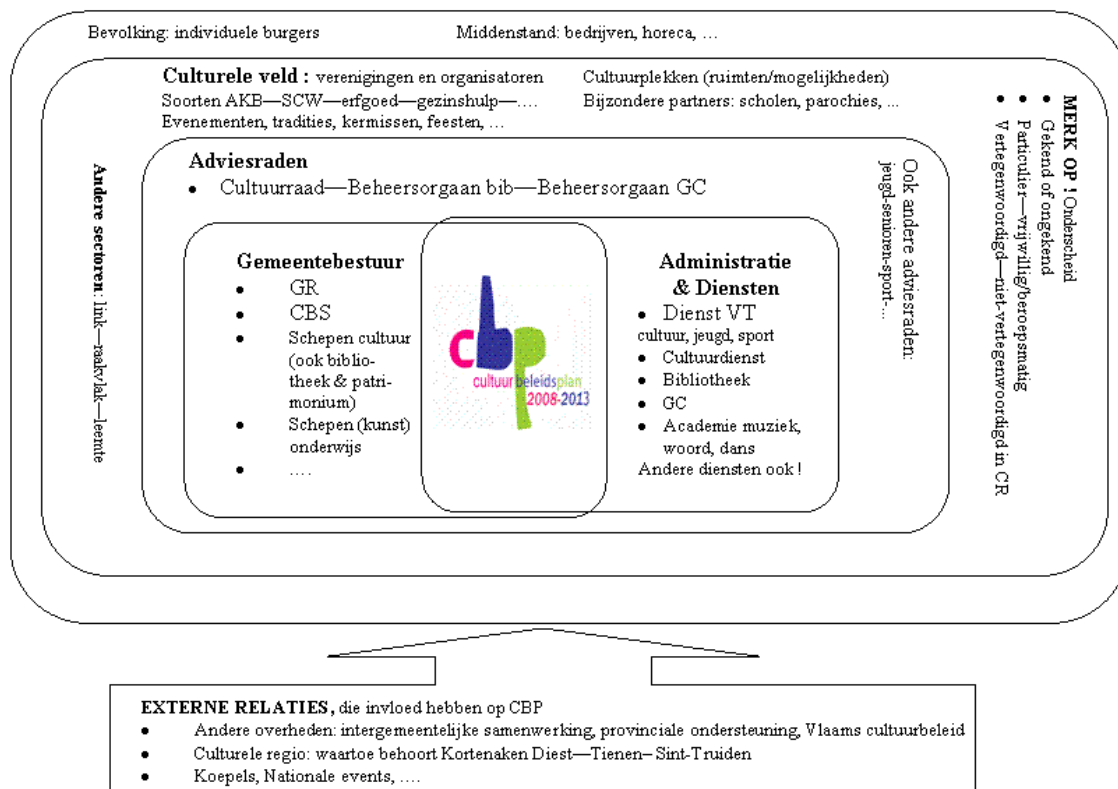 Bevolking: individuele burgers
Middenstand: bedrijven, horeca, …
Culturele veld : verenigingen en organisatoren
Cultuurplekken (ruimten/mogelijkheden)
Soorten AKB—SCW—erfgoed—gezinshulp—….
Bijzondere partners: scholen, parochies, ...
Evenementen, tradities, kermissen, feesten, …
MERK OP ! Onderscheid
• Gekend of ongekend
• Particulier—vrijwillig/beroepsmatig
• Vertegenwoordigd—niet-vertegenwoordigd in CR
Andere sectoren: link—raakvlak—leemte
Adviesraden
• Cultuurraad—Beheersorgaan bib—Beheersorgaan GC
Ook andere adviesraden:
jeugd-senioren-sport-...
Gemeentebestuur
• GR
• CBS
• Schepen cultuur
(ook biblio-
theek & patri-
monium)
• Schepen (kunst)
onderwijs
• ….
cbp
cultuurbeleidsplan
2008-2013
Administratie
& Diensten
• Dienst VT
cultuur, jeugd, sport
• Cultuurdienst
• Bibliotheek
• GC
• Academie muziek,
woord, dans
Andere diensten ook !
EXTERNE RELATIES, die invloed hebben op CBP
• Andere overheden: intergemeentelijke samenwerking, provinciale ondersteuning, Vlaams cultuurbeleid
• Culturele regio: waartoe behoort Kortenaken Diest—Tienen– Sint-Truiden
• Koepels, Nationale events, ….